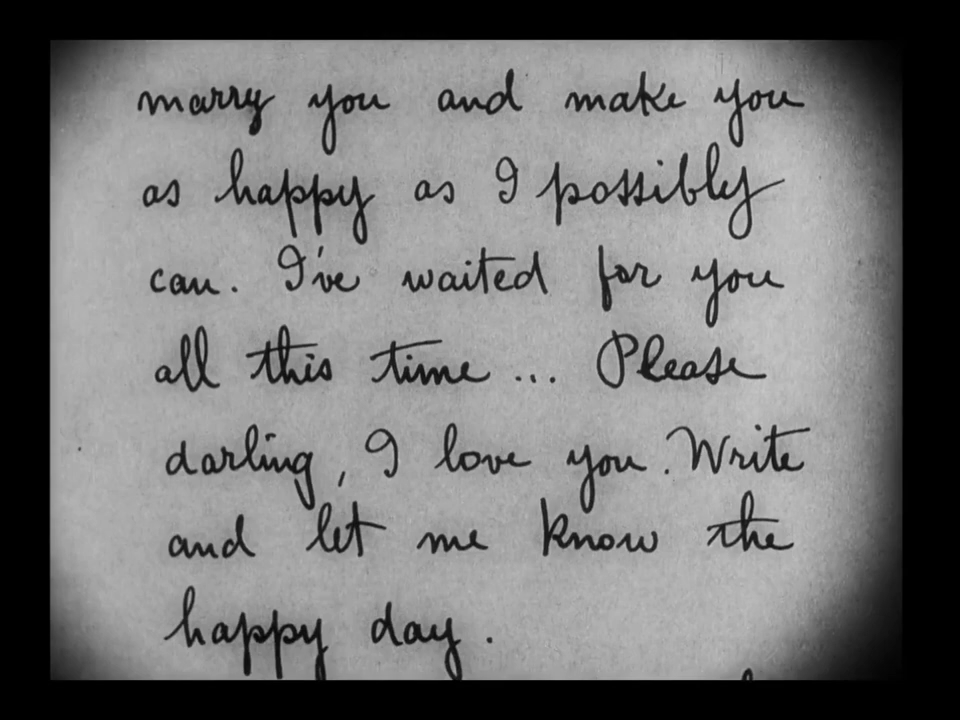 marry you and make you
as happy as I possibly
can. I've waited for you
all this time... Please
darling, I love you. Write
and let me know the
happy day.